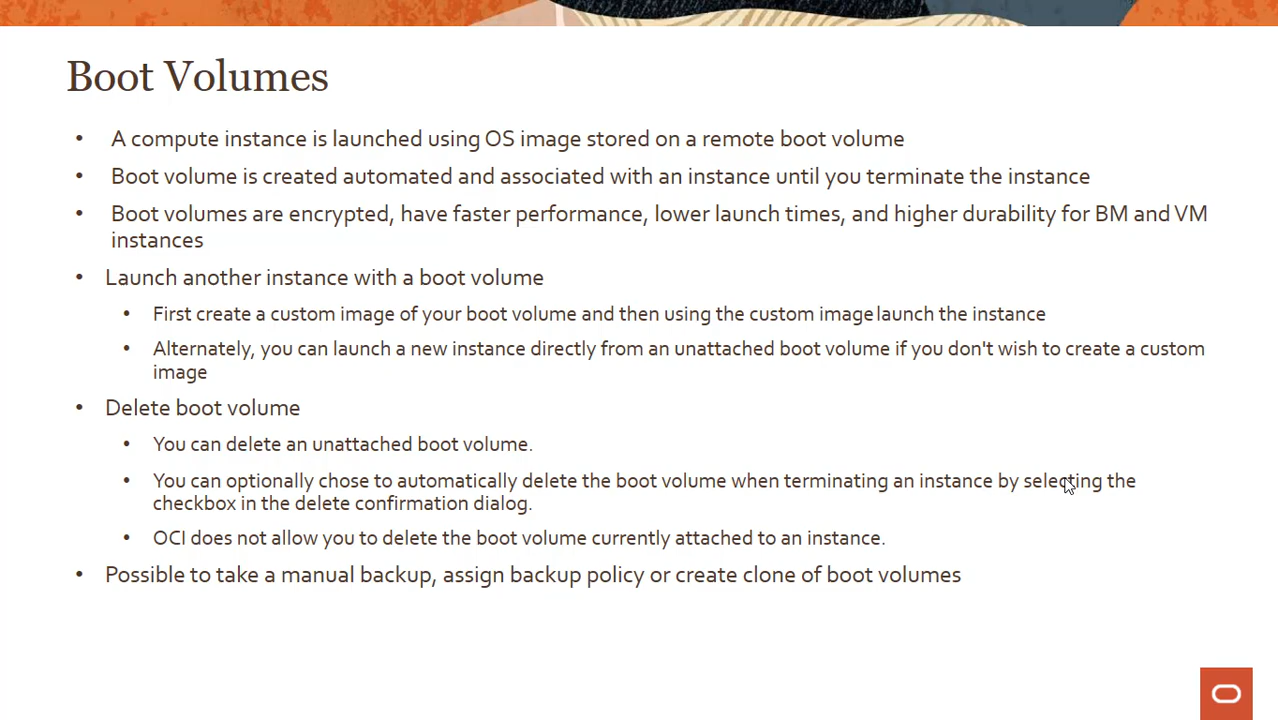 Boot Volumes
• A compute instance is launched using OS image stored on a remote boot volume
• Boot volume is created automated and associated with an instance until you terminate the instance
• Boot volumes are encrypted, have faster performance, lower launch times, and higher durability for BM and VM
instances
• Launch another instance with a boot volume
• First create a custom image of your boot volume and then using the custom image launch the instance
• Alternately, you can launch a new instance directly from an unattached boot volume if you don't wish to create a custom
image
• Delete boot volume
• You can delete an unattached boot volume.
• You can optionally chose to automatically delete the boot volume when terminating an instance by selecting the
checkbox in the delete confirmation dialog.
• OCI does not allow you to delete the boot volume currently attached to an instance.
• Possible to take a manual backup, assign backup policy or create clone of boot volumes